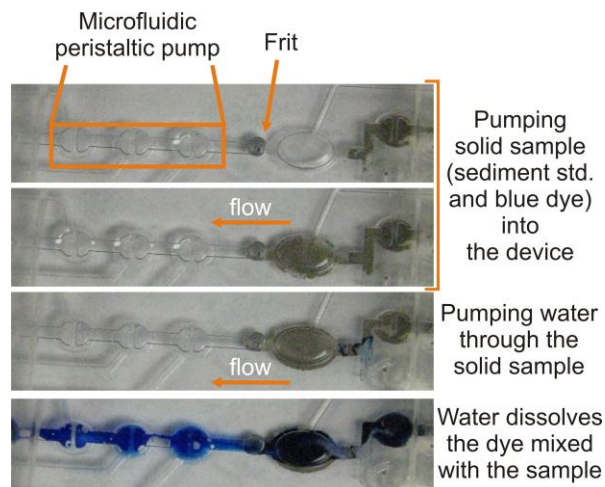 Microfluidic
peristaltic pump
Frit
Pumping
solid sample
(sediment std.
and blue dye)
into
the device
flow
Pumping water
through the
solid sample
flow
Water dissolves
the dye mixed
with the sample